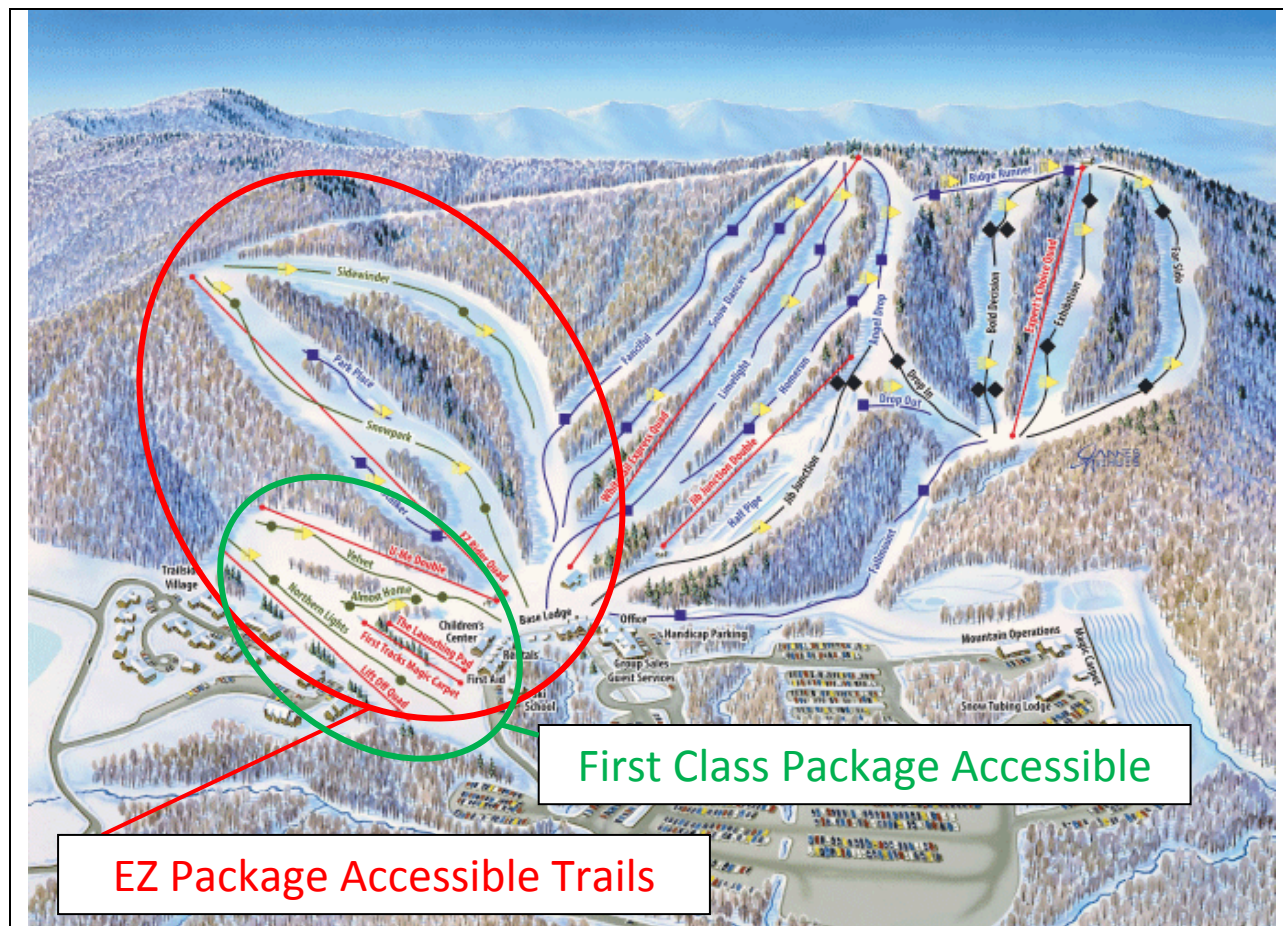 Ridge Runner
Sidewinder
Fanciful
Snow Dancer
Limelight
Homerun
Angel Drop
Bold Decision
Expert's Choice Quad
Exhibition
Far Side
Park Place
Snowpark
Whitetail Express Quad
Jib Junction Double
Drop In
Drop Out
Half Pipe
Jib Junction
Fallmount
EZ Rider Quad
U-Me Double
Velvet
Almost Home
Northern Lights
Trailside
Village
The Launching Pad
First Tracks Magic Carpet
Lift Off Quad
Children's
Center
Base Lodge
Office
Handicap Parking
Rentals
Group Sales
Guest Services
First Aid
School
Mountain Operations
Magic Carpet
Snow Tubing Lodge
First Class Package Accessible
EZ Package Accessible Trails